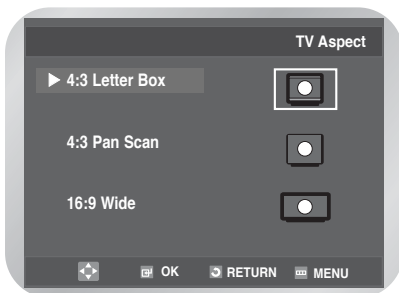 TV Aspect
4:3 Letter Box
4:3 Pan Scan
16:9 Wide
OK RETURN MENU